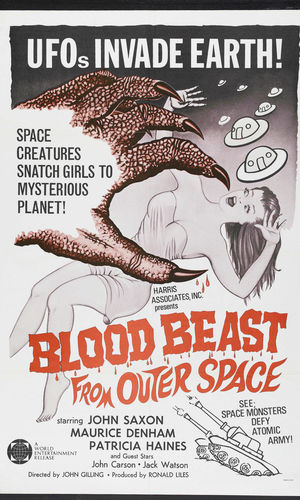 UFOs INVADE EARTH!
SPACE
CREATURES
SNATCH GIRLS TO
MYSTERIOUS
PLANET!
HARRIS
ASSOCIATES, INC.
presents
BLOOD BEAST
FROM OUTER SPACE
starring JOHN SAXON
MAURICE DENHAM
PATRICIA HAINES
and Guest Stars
John Carson • Jack Watson
Directed by JOHN GILLING • Produced by RONALD LILES
A
WORLD
ENTERTAINMENT
RELEASE
SEE:
SPACE MONSTERS
DEFY
ATOMIC
ARMY!